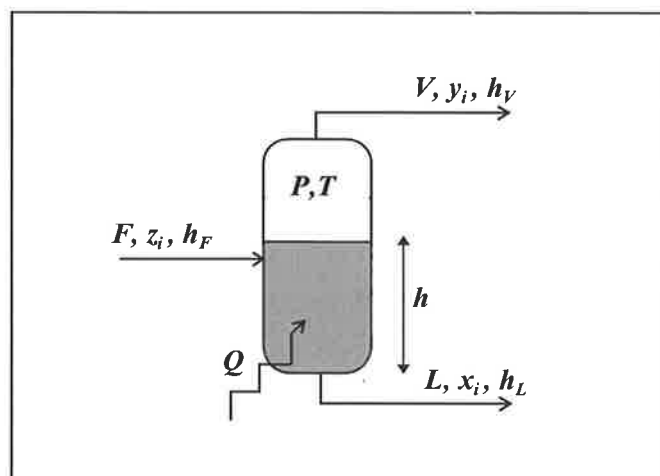 V, yᵢ, h_V
P,T
F, zᵢ, h_F
h
Q
L, xᵢ, h_L